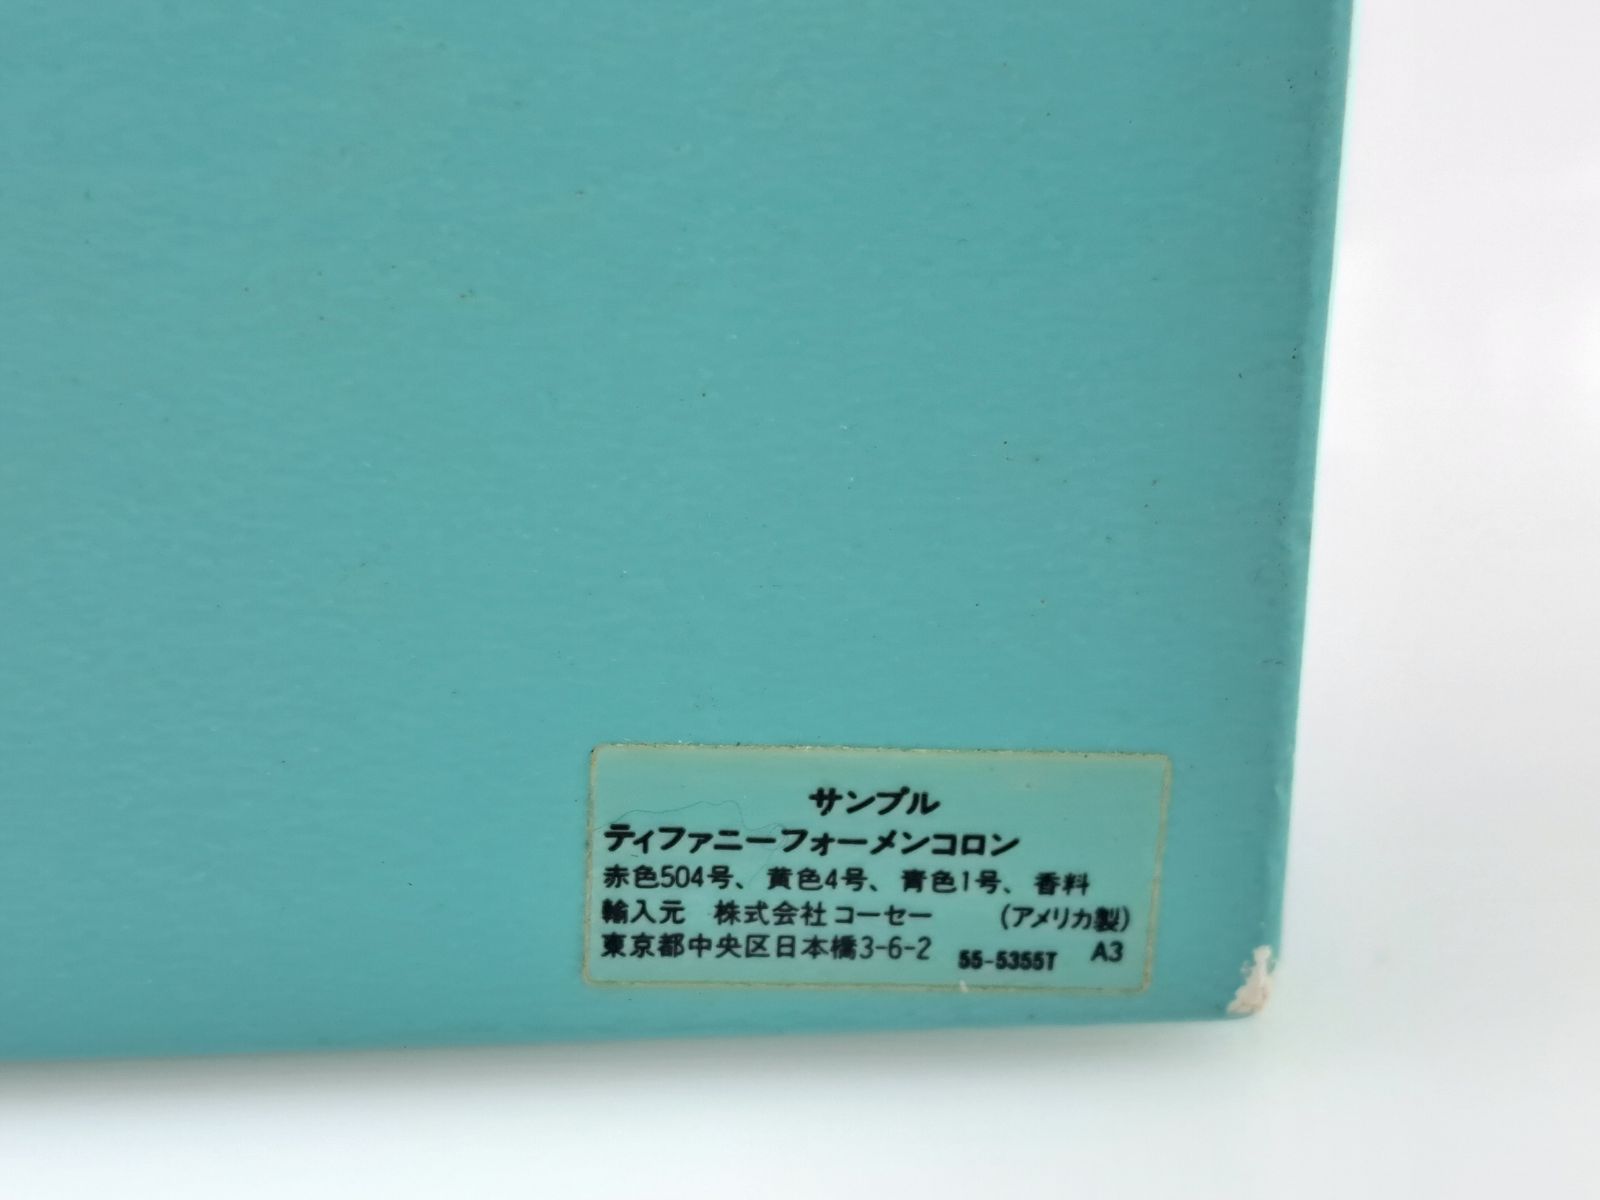 サンプル
ティファニーフォーメンコロン
赤色504号、黄色4号、青色1号、香料
輸入元 株式会社コーセー (アメリカ製)
東京都中央区日本橋3-6-2 55-5355T A3